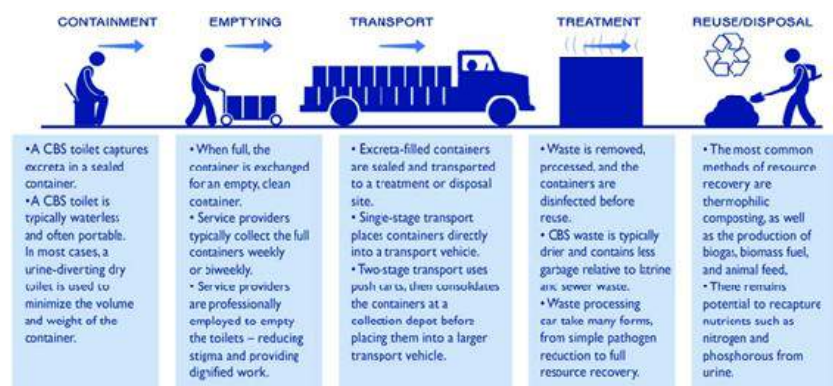 CONTAINMENT
EMPTYING
TRANSPORT
TREATMENT
REUSE/DISPOSAL
• A CBS toilet captures
excreta in a sealed
container.
• A CBS toilet is
typically waterless
and often portable.
In most cases, a
urine-diverting dry
toilet is used to
minimize the volume
and weight of the
container.
• When full, the
container is exchanged
for an empty, clean
container.
• Service providers
typically collect the full
containers weekly
or biweekly.
• Service providers
are professionally
employed to empty
the toilets – reducing
stigma and providing
dignified work.
• Excreta-filled containers
are sealed and transported
to a treatment or disposal
site.
• Single-stage transport
places containers directly
into a transport vehicle.
• Two-stage transport uses
push carts, then consolidates
the containers at a
collection depot before
placing them into a larger
transport vehicle.
• Waste is removed,
processed, and the
containers are
disinfected before
reuse.
• CBS waste is typically
drier and contains less
garbage relative to latrine
and sewer waste.
• Waste processing
can take many forms,
from simple pathogen
reduction to full
resource recovery.
• The most common
methods of resource
recovery are
thermophilic
composting, as well
as the production of
biogas, biomass fuel,
and animal feed,
• There remains
potential to recapture
nutrients such as
nitrogen and
phosphorous from
urine.